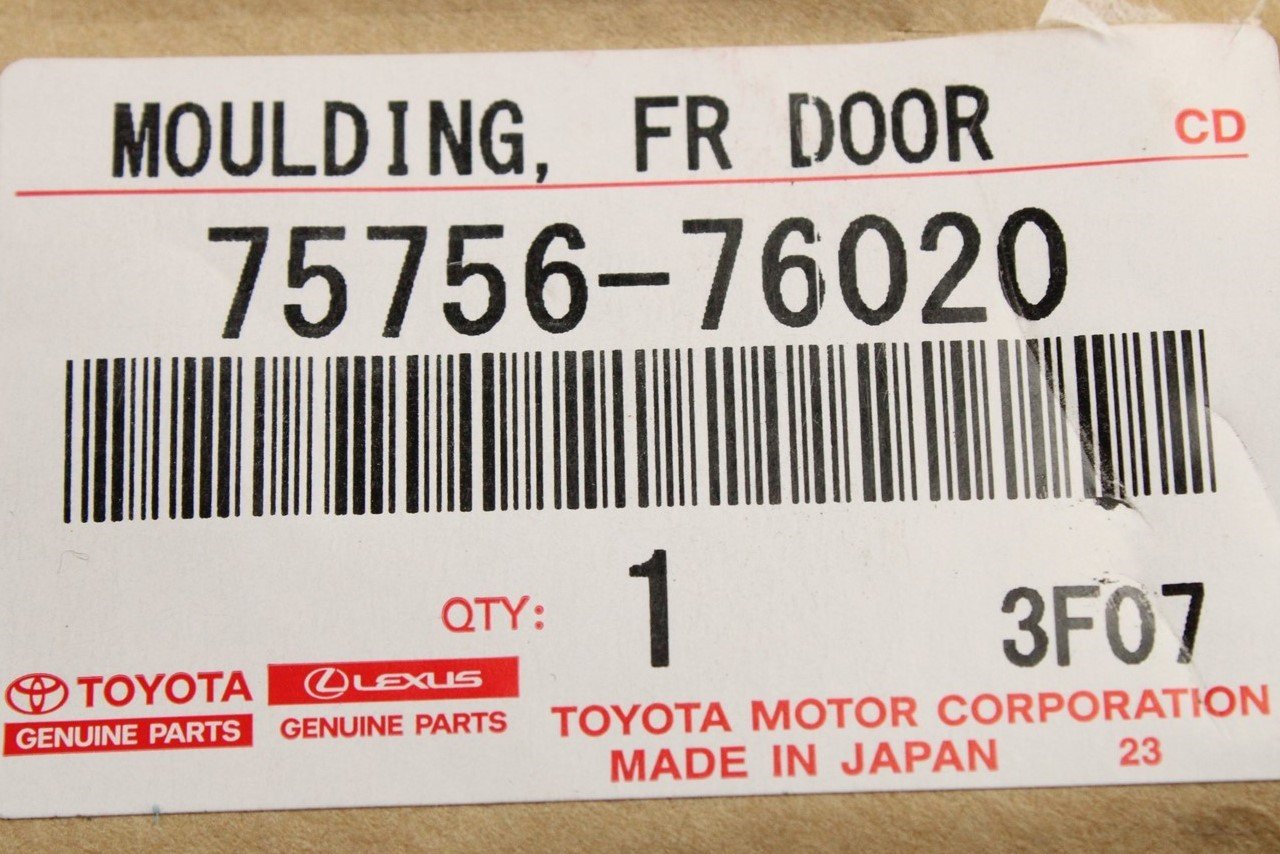 MOULDING, FR DOOR
CD
75756-76020
QTY: 1
3F07
TOYOTA
GENUINE PARTS
LEXUS
GENUINE PARTS
TOYOTA MOTOR CORPORATION
MADE IN JAPAN 23